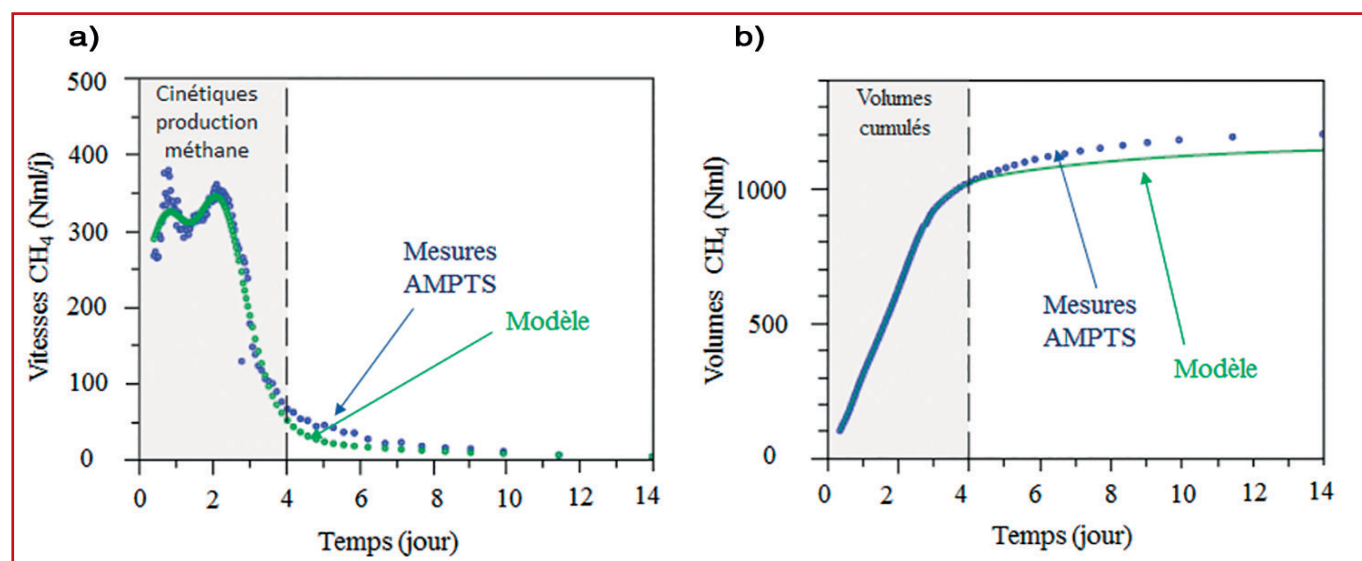 a)
500
400
300
200
100
0
Vitesses CH₄ (Nml/j)
Cinétiques
production
méthane
Mesures
AMPTS
Modèle
0 2 4 6 8 10 12 14
Temps (jour)
b)
1000
500
0
Volumes CH₄ (Nml)
Volumes
cumulés
Mesures
AMPTS
Modèle
0 2 4 6 8 10 12 14
Temps (jour)